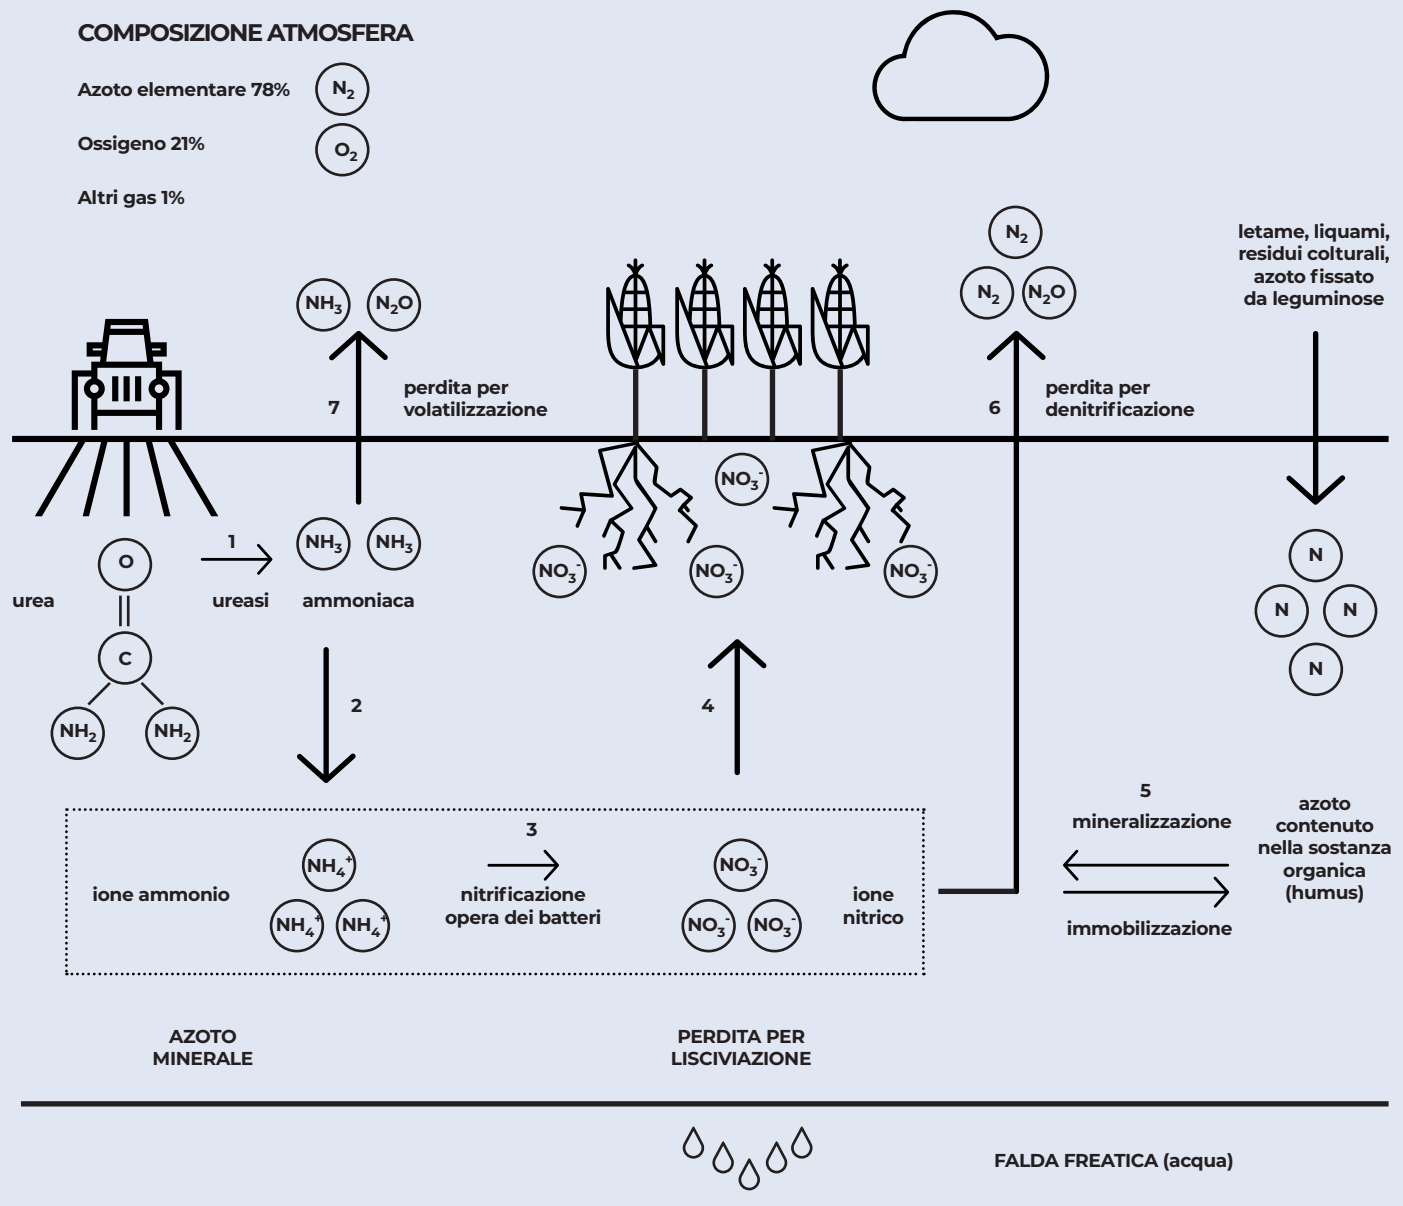 COMPOSIZIONE ATMOSFERA
Azoto elementare 78%
N2
Ossigeno 21%
O2
Altri gas 1%
NH3
N2O
7
perdita per
volatilizzazione
N2
N2
N2O
6
perdita per
denitrificazione
letame, liquami,
residui colturali,
azoto fissato
da leguminose
urea
O
C
NH2
NH2
1
ureasi
NH3
NH3
ammoniaca
2
NO3-
NO3-
NO3-
NO3-
4
N
N
N
N
ione ammonio
NH4+
NH4+
NH4+
3
nitrificazione
opera dei batteri
NO3-
NO3-
NO3-
ione
nitrico
5
mineralizzazione
immobilizzazione
azoto
contenuto
nella sostanza
organica
(humus)
AZOTO
MINERALE
PERDITA PER
LISCIVIAZIONE
FALDA FREATICA (acqua)